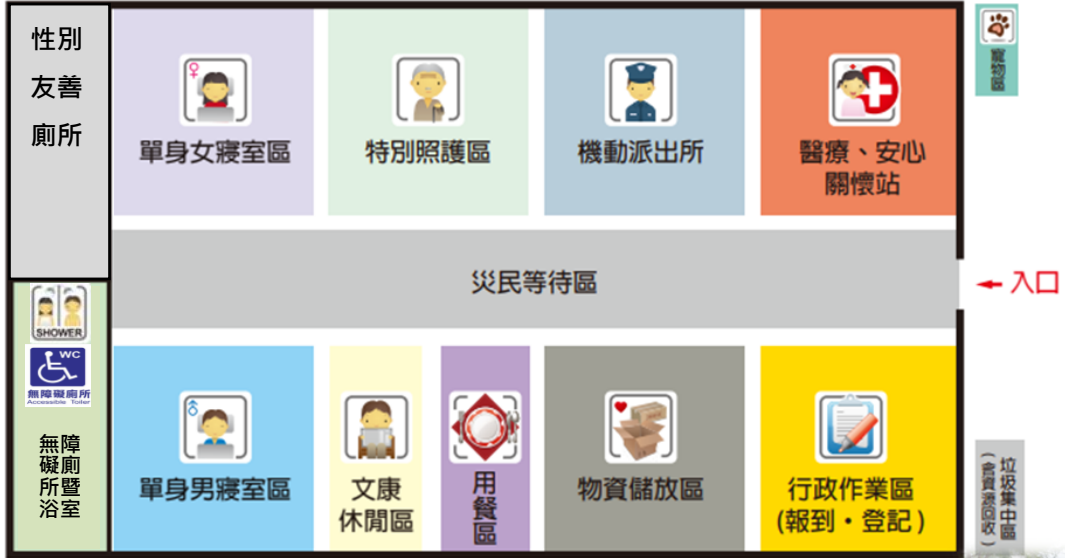 性別
友善
廁所
單身女寢室區
特別照護區
機動派出所
醫療、安心
關懷站
寵物區
災民等待區
入口
SHOWER
WC
無障礙廁所
Accessible Toilet
無障
礙廁
所暨
浴室
單身男寢室區
文康
休閒區
用餐區
物資儲放區
行政作業區
(報到・登記)
垃圾集中區
(會資源回收)